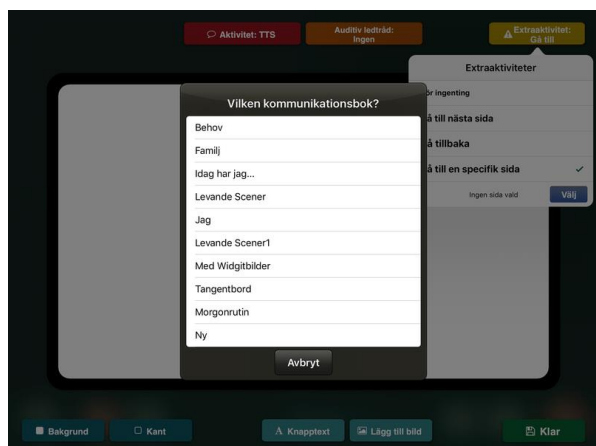 Aktivitet: TTS
Auditiv ledtråd:
Ingen
Extraaktivitet:
Gå till
Extraaktiviteter
ör ingenting
å till nästa sida
å tillbaka
å till en specifik sida
Ingen sida vald
Välj
Vilken kommunikationsbok?
Behov
Familj
Idag har jag...
Levande Scener
Jag
Levande Scener1
Med Widgitbilder
Tangentbord
Morgonrutin
Ny
Avbryt
Bakgrund
Kant
A Knapptext
Lägg till bild
Klar